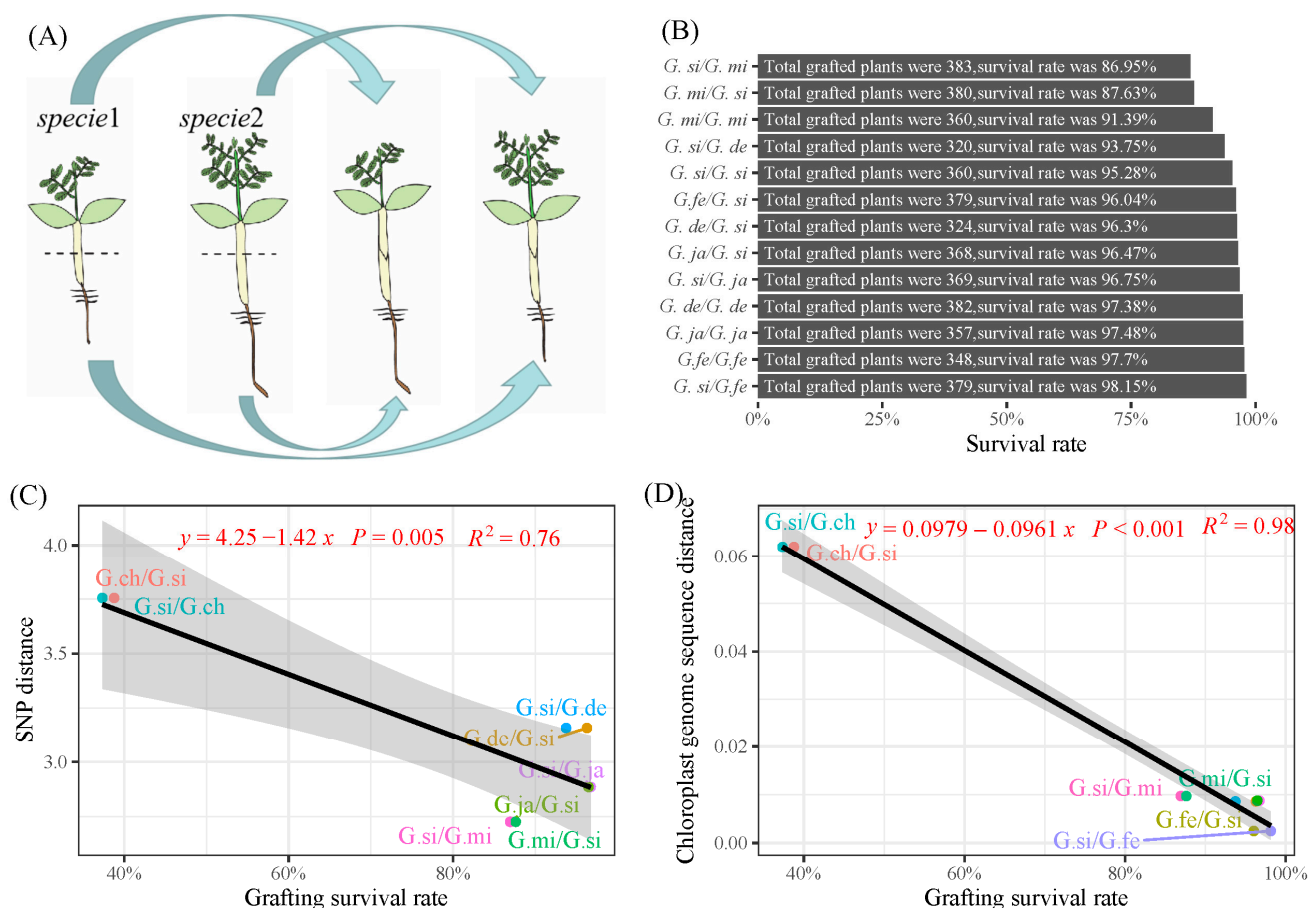 (A)
specie1
specie2
(B)
G. si/G. mi Total grafted plants were 383,survival rate was 86.95%
G. mi/G. si Total grafted plants were 380,survival rate was 87.63%
G. mi/G. mi Total grafted plants were 360,survival rate was 91.39%
G. si/G. de Total grafted plants were 320,survival rate was 93.75%
G. si/G. si Total grafted plants were 360,survival rate was 95.28%
G.fe/G. si Total grafted plants were 379,survival rate was 96.04%
G. de/G. si Total grafted plants were 324,survival rate was 96.3%
G. ja/G. si Total grafted plants were 368,survival rate was 96.47%
G. si/G. ja Total grafted plants were 369,survival rate was 96.75%
G. de/G. de Total grafted plants were 382,survival rate was 97.38%
G. ja/G. ja Total grafted plants were 357,survival rate was 97.48%
G.fe/G.fe Total grafted plants were 348,survival rate was 97.7%
G. si/G.fe Total grafted plants were 379,survival rate was 98.15%
0% 25% 50% 75% 100%
Survival rate
(C)
y = 4.25 −1.42 x P = 0.005 R² = 0.76
4.0
3.5
3.0
SNP distance
G.ch/G.si
G.si/G.ch
G.si/G.de
G.de/G.si
G.si/G.ja
G.ja/G.si
G.si/G.mi
G.mi/G.si
40% 60% 80%
Grafting survival rate
(D)
y = 0.0979 − 0.0961 x P < 0.001 R² = 0.98
0.06
0.04
0.02
0.00
Chloroplast genome sequence distance
G.si/G.ch
G.ch/G.si
G.mi/G.si
G.si/G.mi
G.fe/G.si
G.si/G.fe
40% 60% 80% 100%
Grafting survival rate